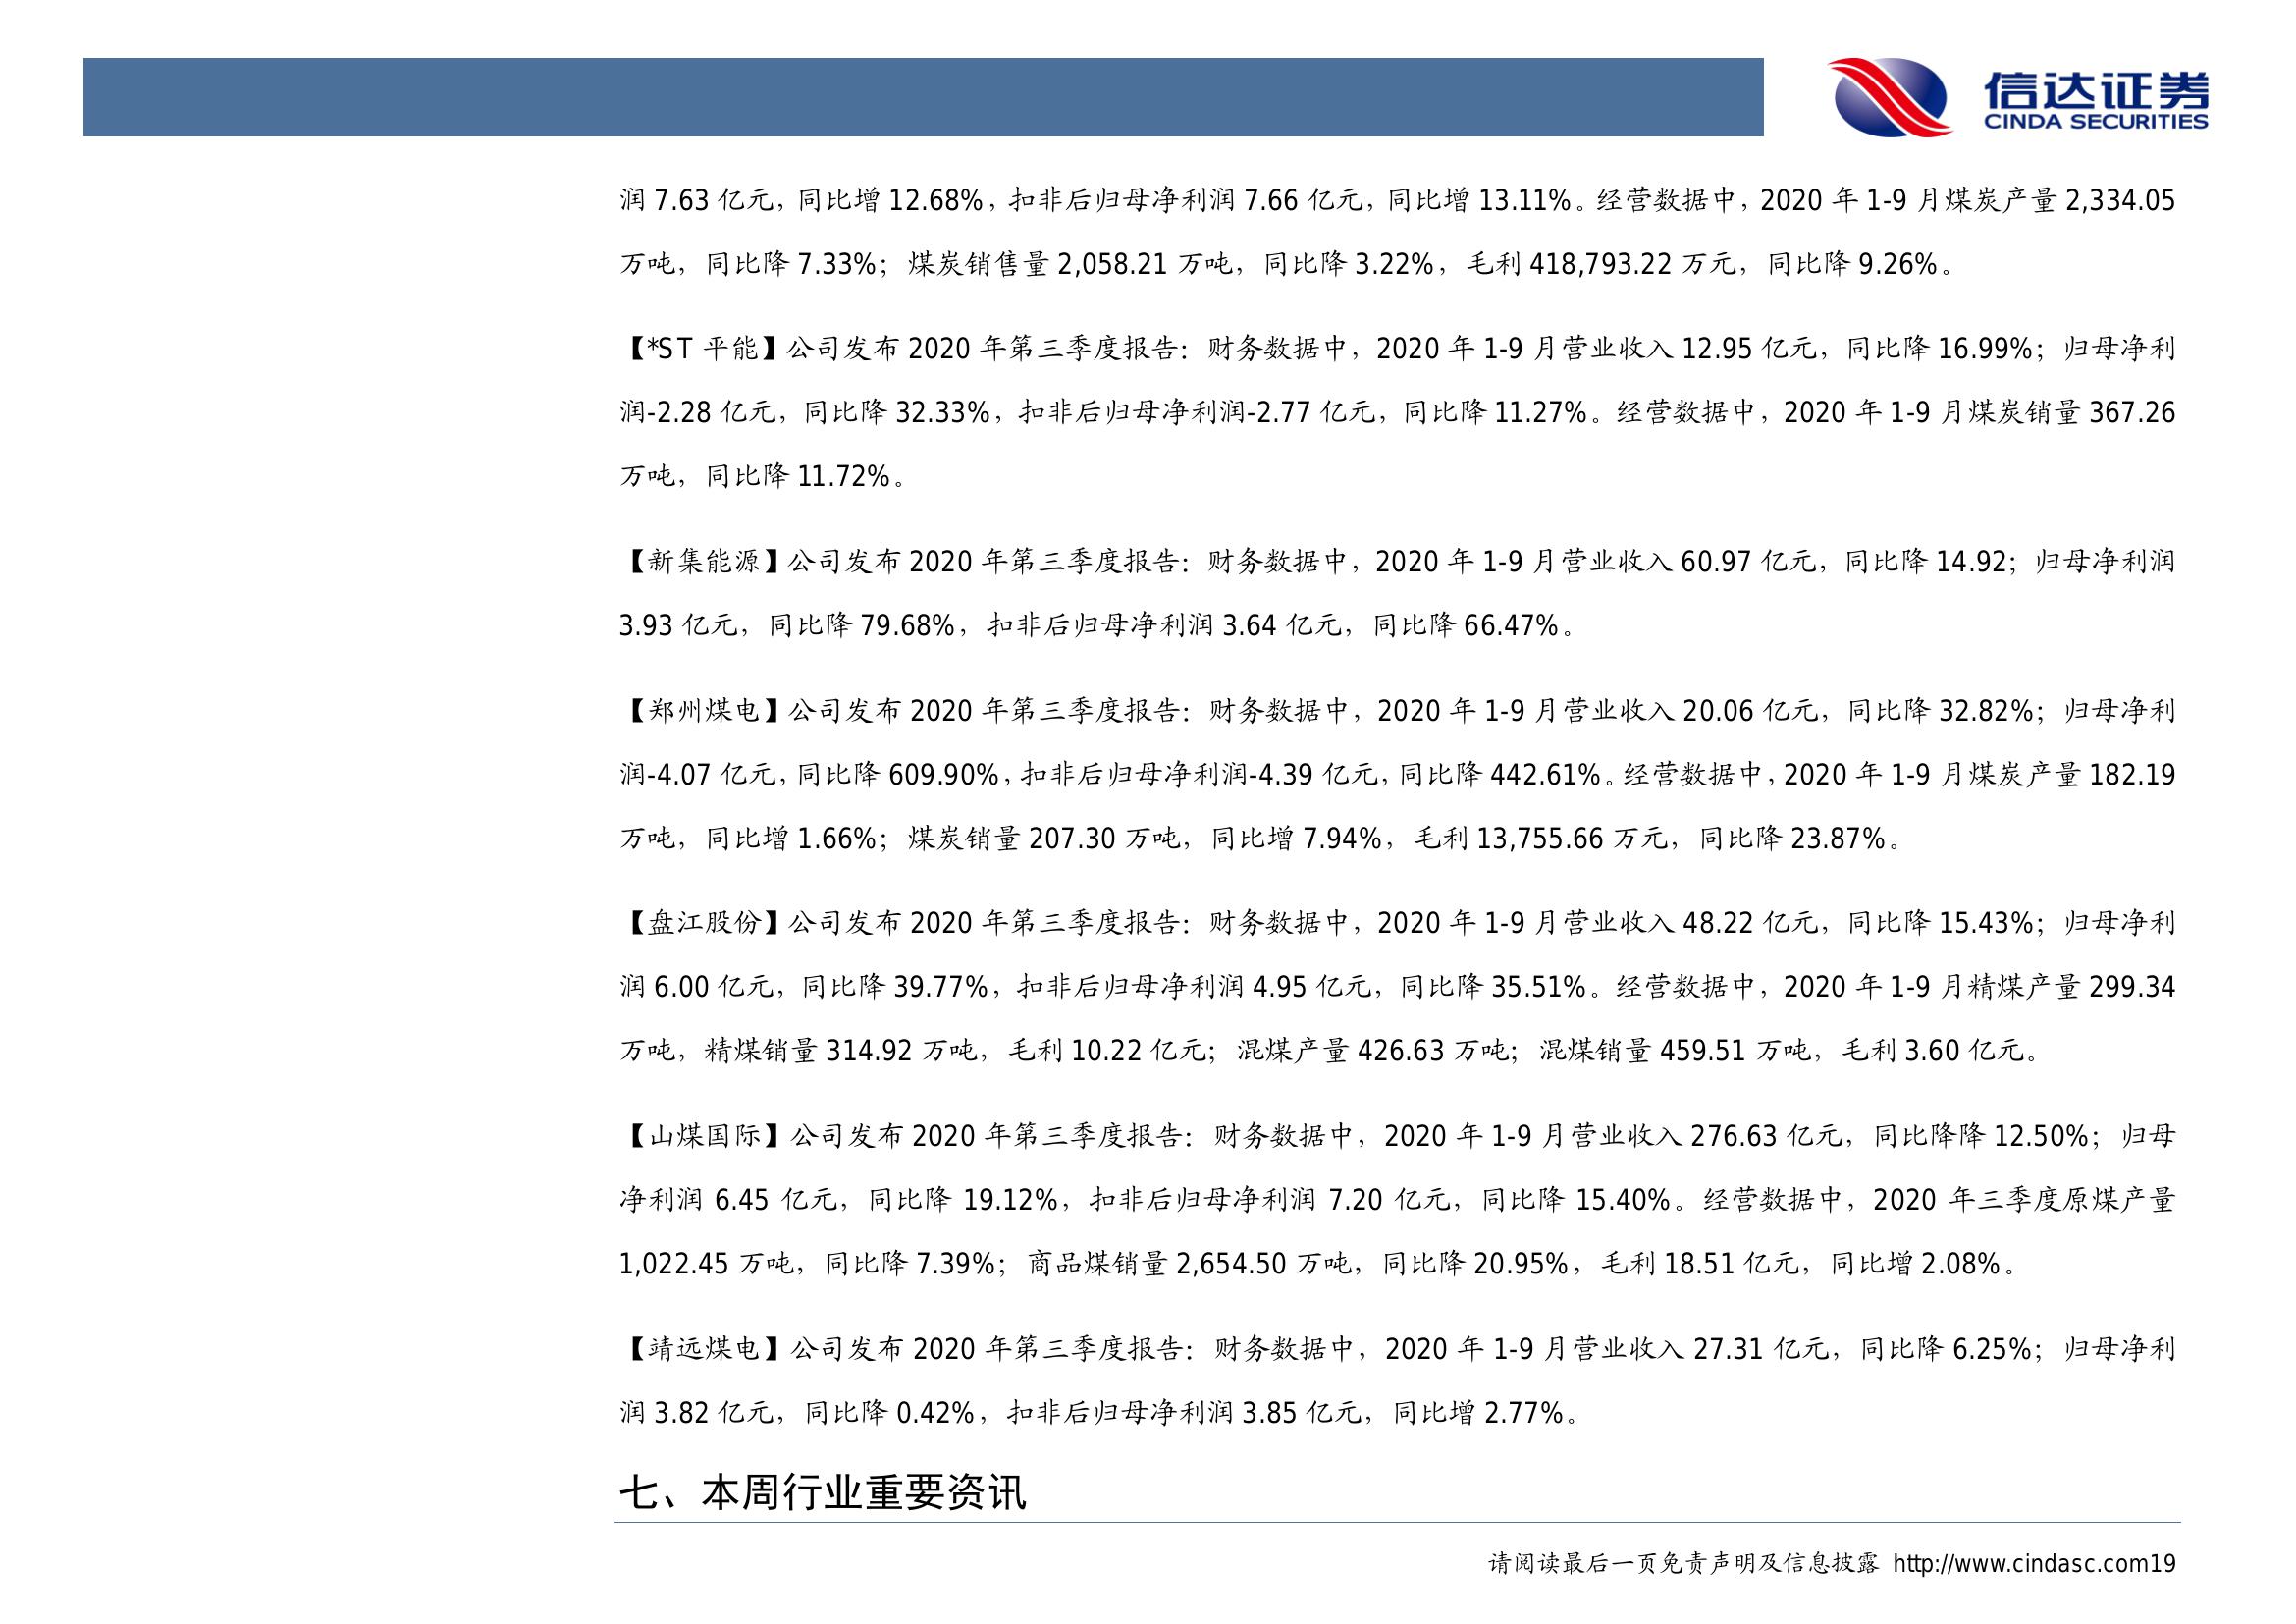 信达证券
CINDA SECURITIES
润 7.63 亿元，同比增 12.68%，扣非后归母净利润 7.66 亿元，同比增 13.11%。经营数据中，2020 年 1-9 月煤炭产量 2,334.05
万吨，同比降 7.33%；煤炭销售量 2,058.21 万吨，同比降 3.22%，毛利 418,793.22 万元，同比降 9.26%。
【*ST 平能】公司发布 2020 年第三季度报告：财务数据中，2020 年 1-9 月营业收入 12.95 亿元，同比降 16.99%；归母净利
润-2.28 亿元，同比降 32.33%，扣非后归母净利润-2.77 亿元，同比降 11.27%。经营数据中，2020 年 1-9 月煤炭销量 367.26
万吨，同比降 11.72%。
【新集能源】公司发布 2020 年第三季度报告：财务数据中，2020 年 1-9 月营业收入 60.97 亿元，同比降 14.92；归母净利润
3.93 亿元，同比降 79.68%，扣非后归母净利润 3.64 亿元，同比降 66.47%。
【郑州煤电】公司发布 2020 年第三季度报告：财务数据中，2020 年 1-9 月营业收入 20.06 亿元，同比降 32.82%；归母净利
润-4.07 亿元，同比降 609.90%，扣非后归母净利润-4.39 亿元，同比降 442.61%。经营数据中，2020 年 1-9 月煤炭产量 182.19
万吨，同比增 1.66%；煤炭销量 207.30 万吨，同比增 7.94%，毛利 13,755.66 万元，同比降 23.87%。
【盘江股份】公司发布 2020 年第三季度报告：财务数据中，2020 年 1-9 月营业收入 48.22 亿元，同比降 15.43%；归母净利
润 6.00 亿元，同比降 39.77%，扣非后归母净利润 4.95 亿元，同比降 35.51%。经营数据中，2020 年 1-9 月精煤产量 299.34
万吨，精煤销量 314.92 万吨，毛利 10.22 亿元；混煤产量 426.63 万吨；混煤销量 459.51 万吨，毛利 3.60 亿元。
【山煤国际】公司发布 2020 年第三季度报告：财务数据中，2020 年 1-9 月营业收入 276.63 亿元，同比降降 12.50%；归母
净利润 6.45 亿元，同比降 19.12%，扣非后归母净利润 7.20 亿元，同比降 15.40%。经营数据中，2020 年三季度原煤产量
1,022.45 万吨，同比降 7.39%；商品煤销量 2,654.50 万吨，同比降 20.95%，毛利 18.51 亿元，同比增 2.08%。
【靖远煤电】公司发布 2020 年第三季度报告：财务数据中，2020 年 1-9 月营业收入 27.31 亿元，同比降 6.25%；归母净利
润 3.82 亿元，同比降 0.42%，扣非后归母净利润 3.85 亿元，同比增 2.77%。
七、本周行业重要资讯
请阅读最后一页免责声明及信息披露 http://www.cindasc.com19